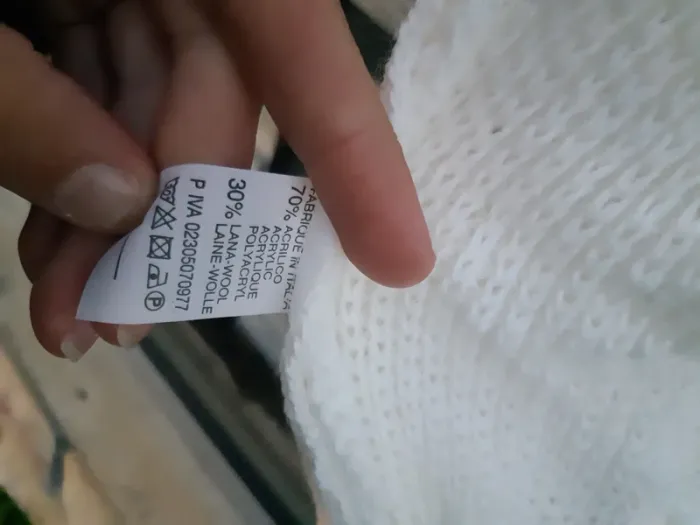 FABRIQUE IN ITALIA
70% ACRILICO
ACRYLIC
ACRYLIQUE
POLYACRYL
30% LANA-WOOL
LAINE-WOLLE
P IVA 02305070977
P